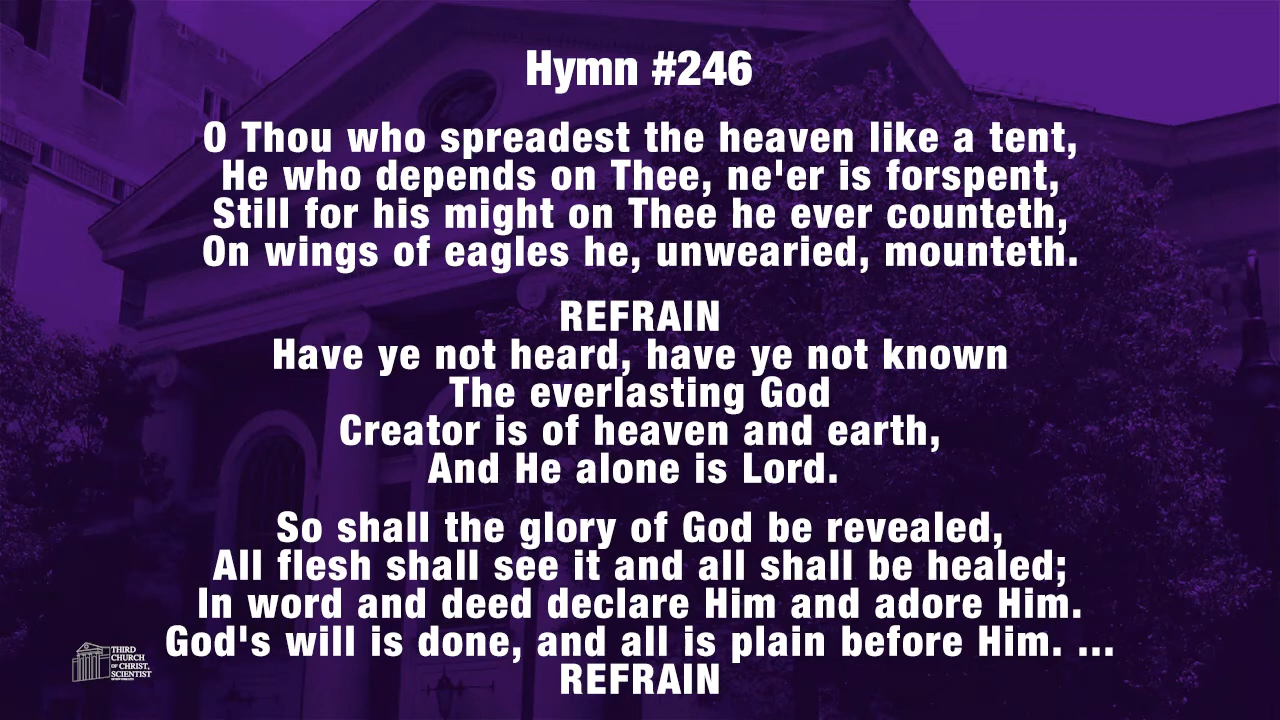 Hymn #246
O Thou who spreadest the heaven like a tent,
He who depends on Thee, ne'er is forspent,
Still for his might on Thee he ever counteth,
On wings of eagles he, unwearied, mounteth.
REFRAIN
Have ye not heard, have ye not known
The everlasting God
Creator is of heaven and earth,
And He alone is Lord.
So shall the glory of God be revealed,
All flesh shall see it and all shall be healed;
In word and deed declare Him and adore Him.
God's will is done, and all is plain before Him. ...
REFRAIN
THIRD
CHURCH
OF CHRIST,
SCIENTIST